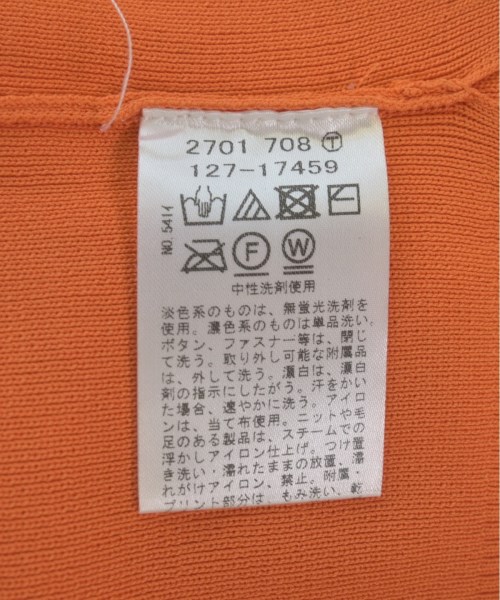 2701 708 Ⓣ
127-17459
NO.5414
F W
中性洗剤使用
淡色系のものは、無蛍光洗剤を
使用。濃色系のものは単品洗い。
ボタン、ファスナー等は、閉じ
て洗う。取り外し可能な附属品
は、外して洗う。漂白は、漂白
剤の指示にしたがう。汗をかい
た場合、速やかに洗う。アイロ
ンは、当て布使用。ニットや毛
足のある製品は、スチームでの
浮かしアイロン仕上げ。つけ置
き洗い・濡れたままの放置、濡
れがけアイロン、禁止。附属・
プリント部分は、もみ洗い、乾